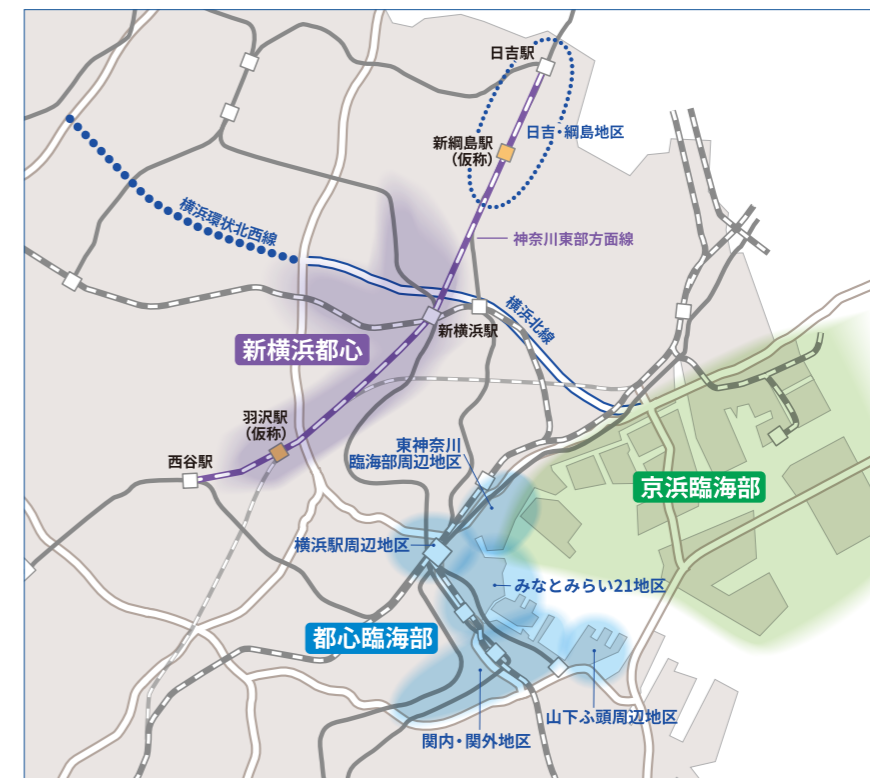 日吉駅
日吉・綱島地区
新綱島駅
（仮称）
横浜環状北西線
神奈川東部方面線
横浜北線
新横浜駅
新横浜都心
羽沢駅
（仮称）
西谷駅
東神奈川
臨海部周辺地区
京浜臨海部
横浜駅周辺地区
みなとみらい21地区
都心臨海部
山下ふ頭周辺地区
関内・関外地区